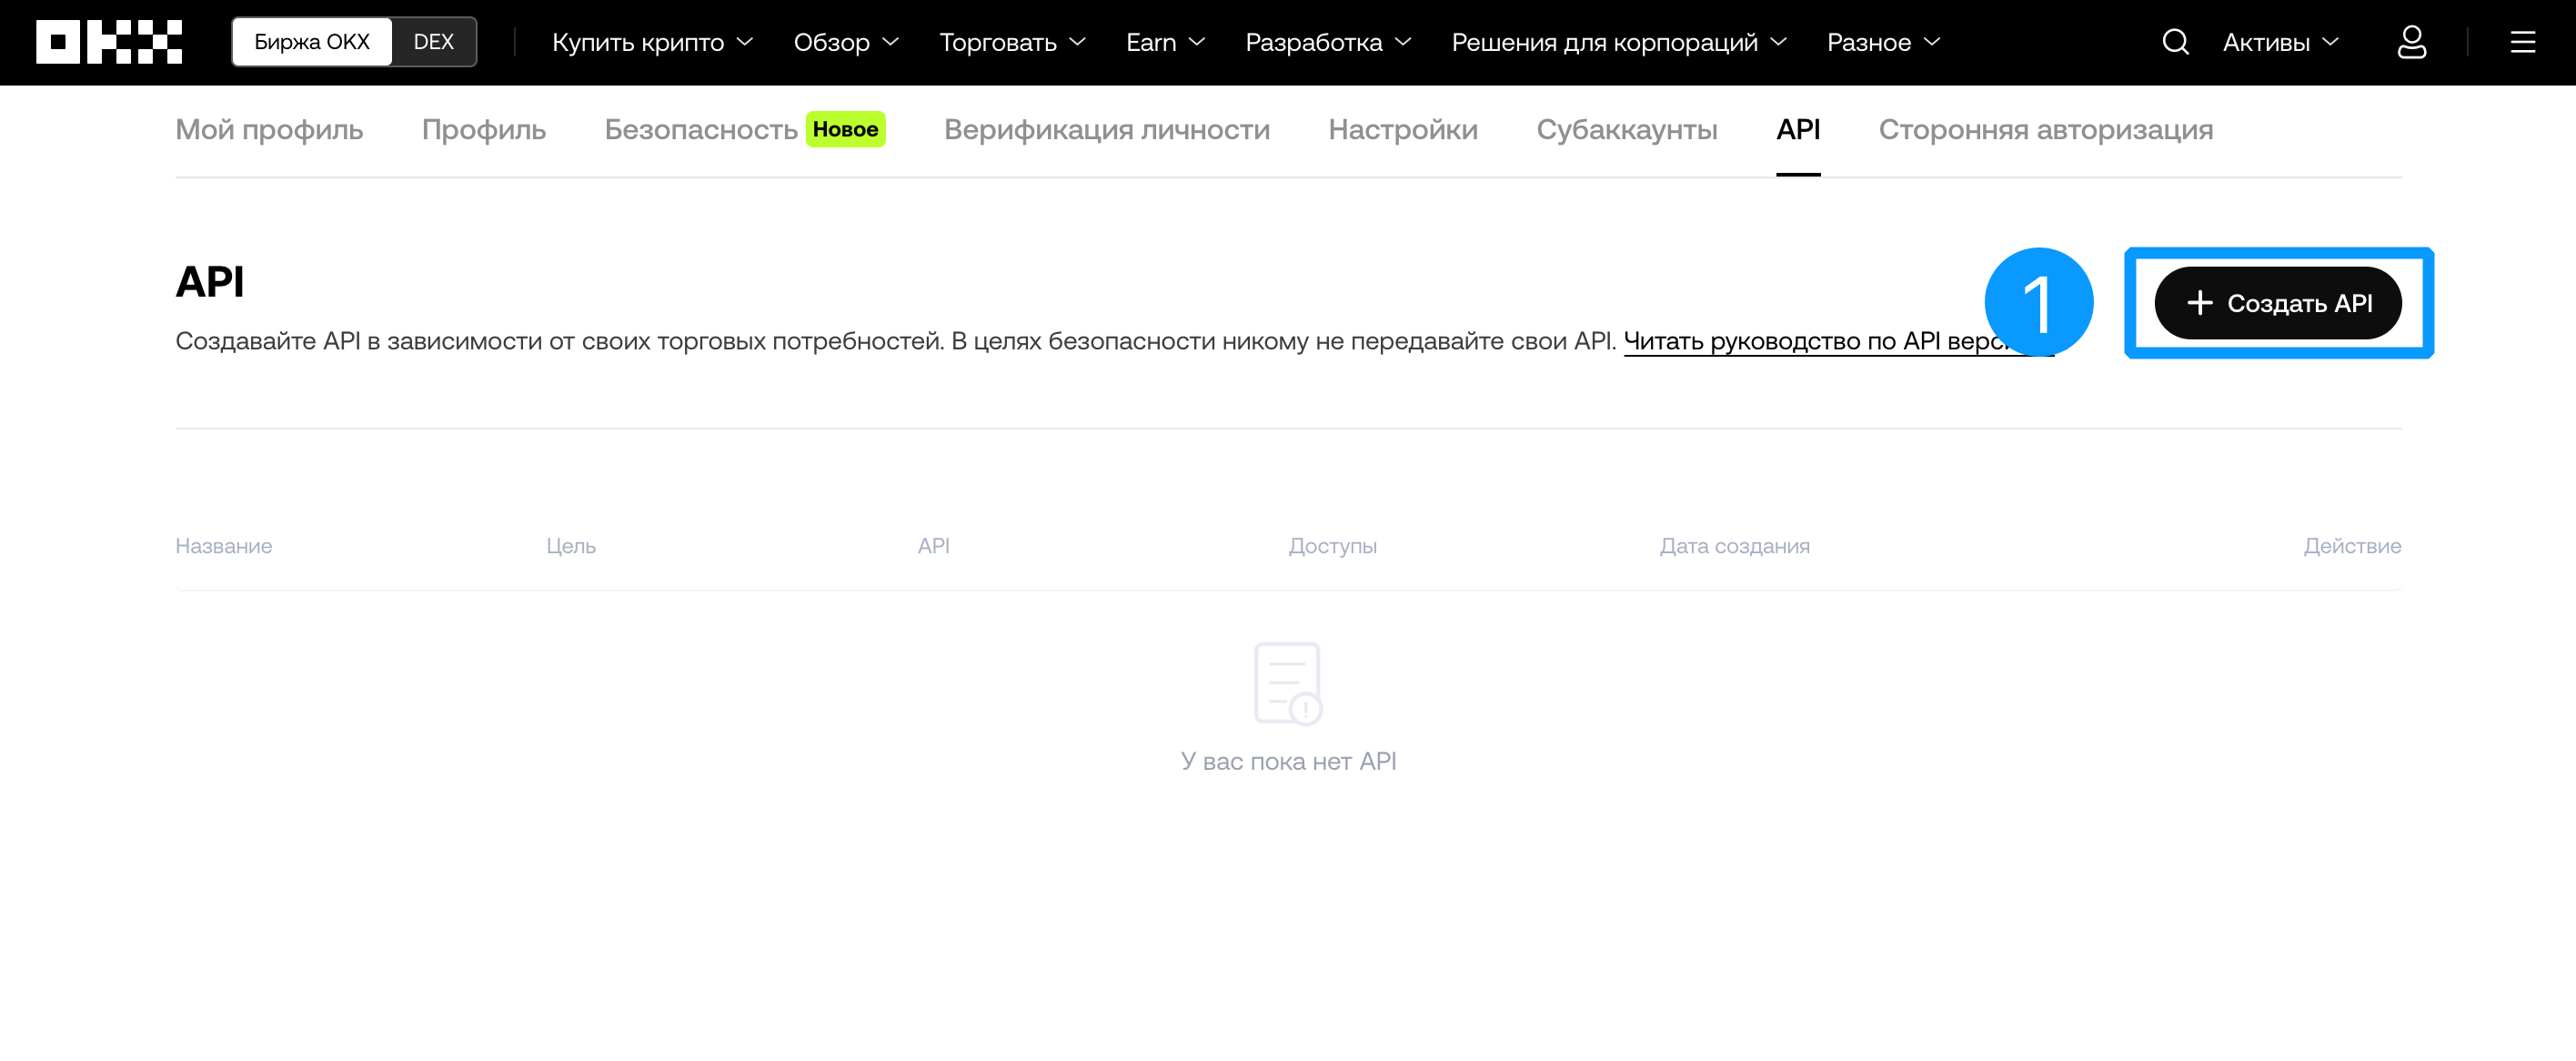 OKX Биржа OKX DEX Купить крипто Обзор Торговать Earn Разработка Решения для корпораций Разное Активы
Мой профиль Профиль Безопасность Новое Верификация личности Настройки Субаккаунты API Сторонняя авторизация
API
1
+ Создать API
Создавайте API в зависимости от своих торговых потребностей. В целях безопасности никому не передавайте свои API. Читать руководство по API
Название Цель API Доступы Дата создания Действие
У вас пока нет API